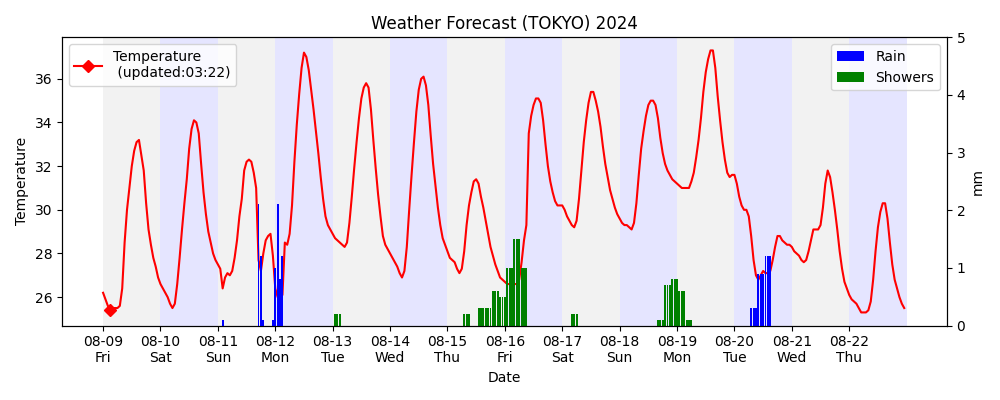 Weather Forecast (TOKYO) 2024
Temperature
(updated:03:22)
Rain
Showers
Temperature
36
34
32
30
28
26
5
4
3
2
1
0
mm
08-09 08-10 08-11 08-12 08-13 08-14 08-15 08-16 08-17 08-18 08-19 08-20 08-21 08-22
Fri Sat Sun Mon Tue Wed Thu Fri Sat Sun Mon Tue Wed Thu
Date